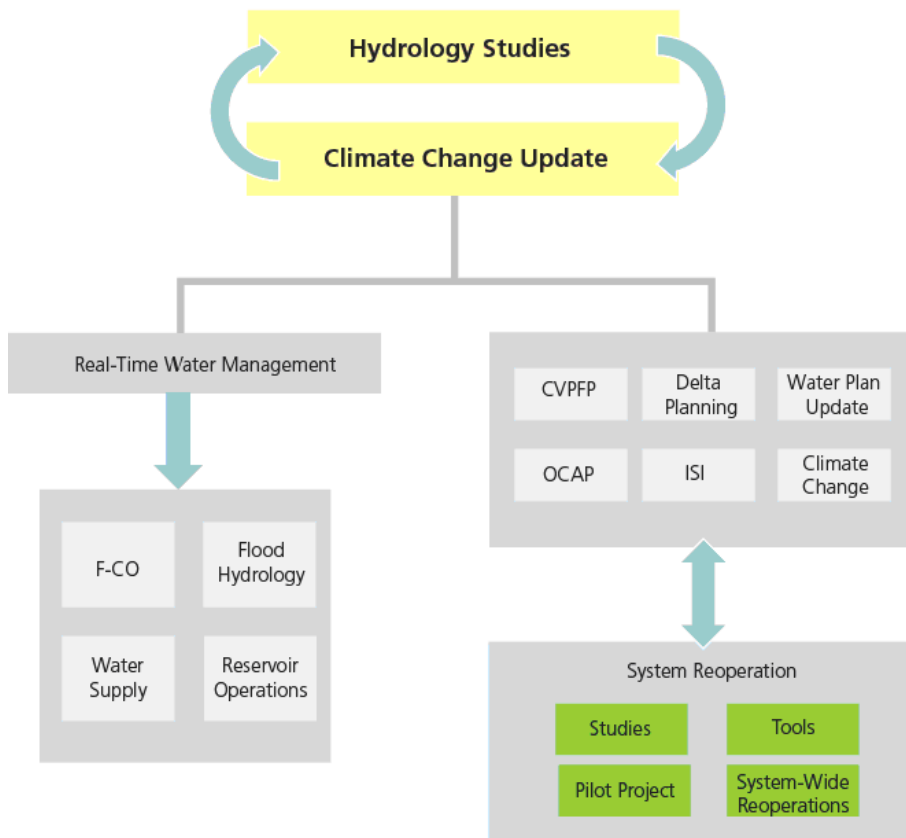 Hydrology Studies
Climate Change Update
Real-Time Water Management
F-CO
Flood
Hydrology
Water
Supply
Reservoir
Operations
CVPFP
Delta
Planning
Water Plan
Update
OCAP
ISI
Climate
Change
System Reoperation
Studies
Tools
Pilot Project
System-Wide
Reoperations